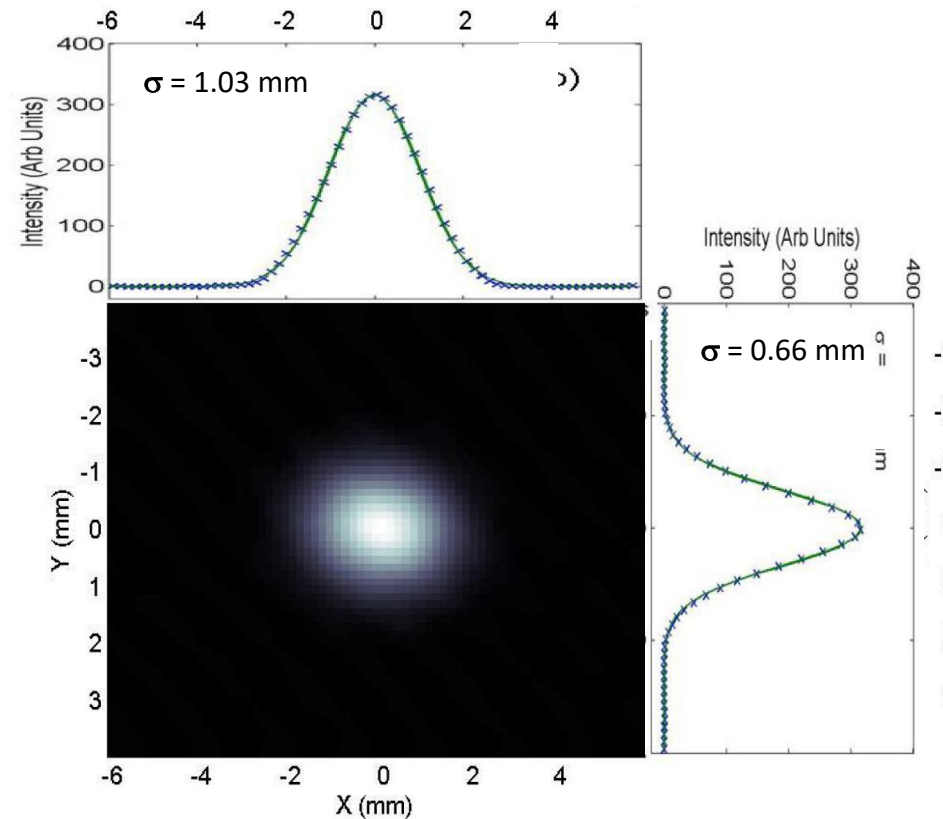 -6 -4 -2 0 2 4
400
300
200
100
0
Intensity (Arb Units)
σ = 1.03 mm
Intensity (Arb Units)
0 100 200 300 400
σ = 0.66 mm
σ =
-3
-2
-1
0
1
2
3
Y (mm)
-6 -4 -2 0 2 4
X (mm)